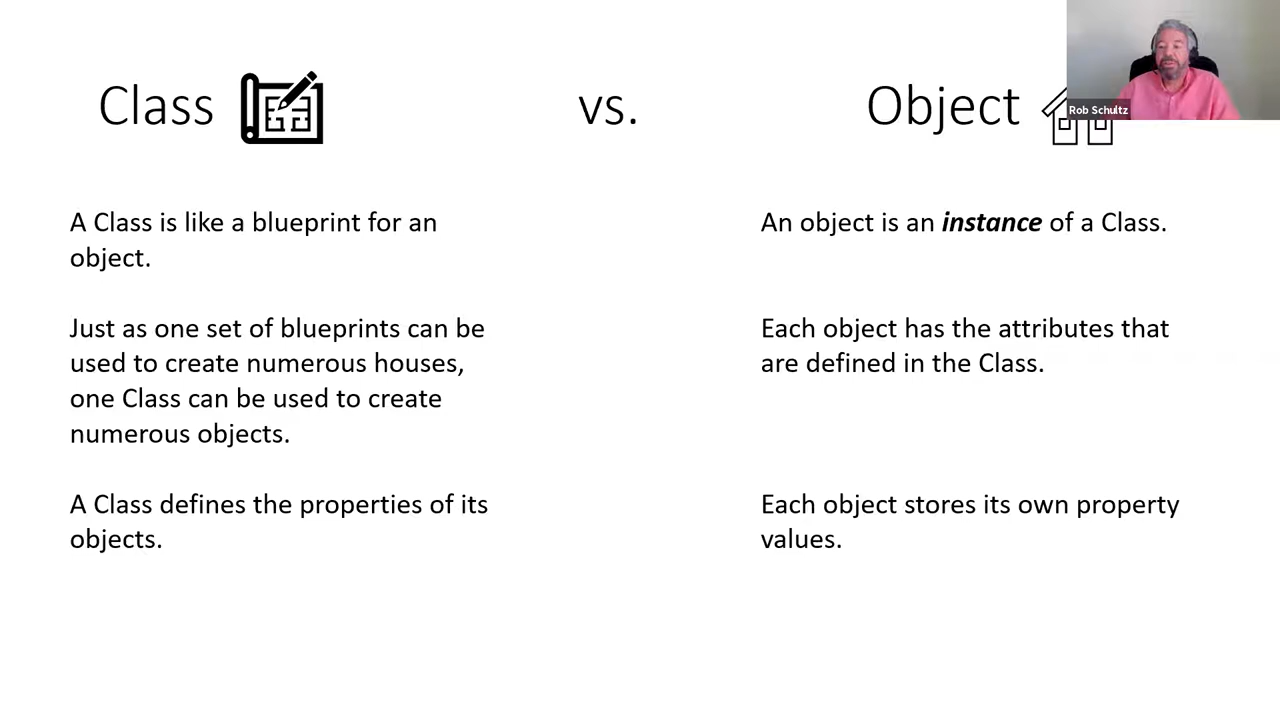 Class
vs.
Object
Rob Schultz
A Class is like a blueprint for an
object.
Just as one set of blueprints can be
used to create numerous houses,
one Class can be used to create
numerous objects.
A Class defines the properties of its
objects.
An object is an instance of a Class.
Each object has the attributes that
are defined in the Class.
Each object stores its own property
values.